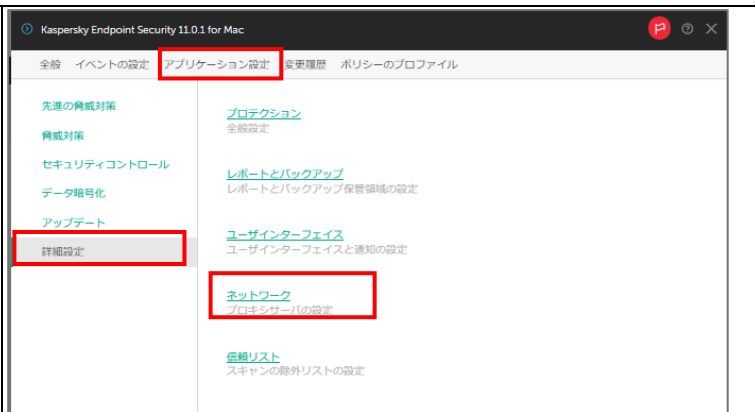 Kaspersky Endpoint Security 11.0.1 for Mac
全般 イベントの設定 アプリケーション設定 変更履歴 ポリシーのプロファイル
先進の脅威対策
脅威対策
セキュリティコントロール
データ暗号化
アップデート
詳細設定
プロテクション
全般設定
レポートとバックアップ
レポートとバックアップ保管領域の設定
ユーザインターフェイス
ユーザインターフェイスと通知の設定
ネットワーク
プロキシサーバの設定
信頼リスト
スキャンの除外リストの設定